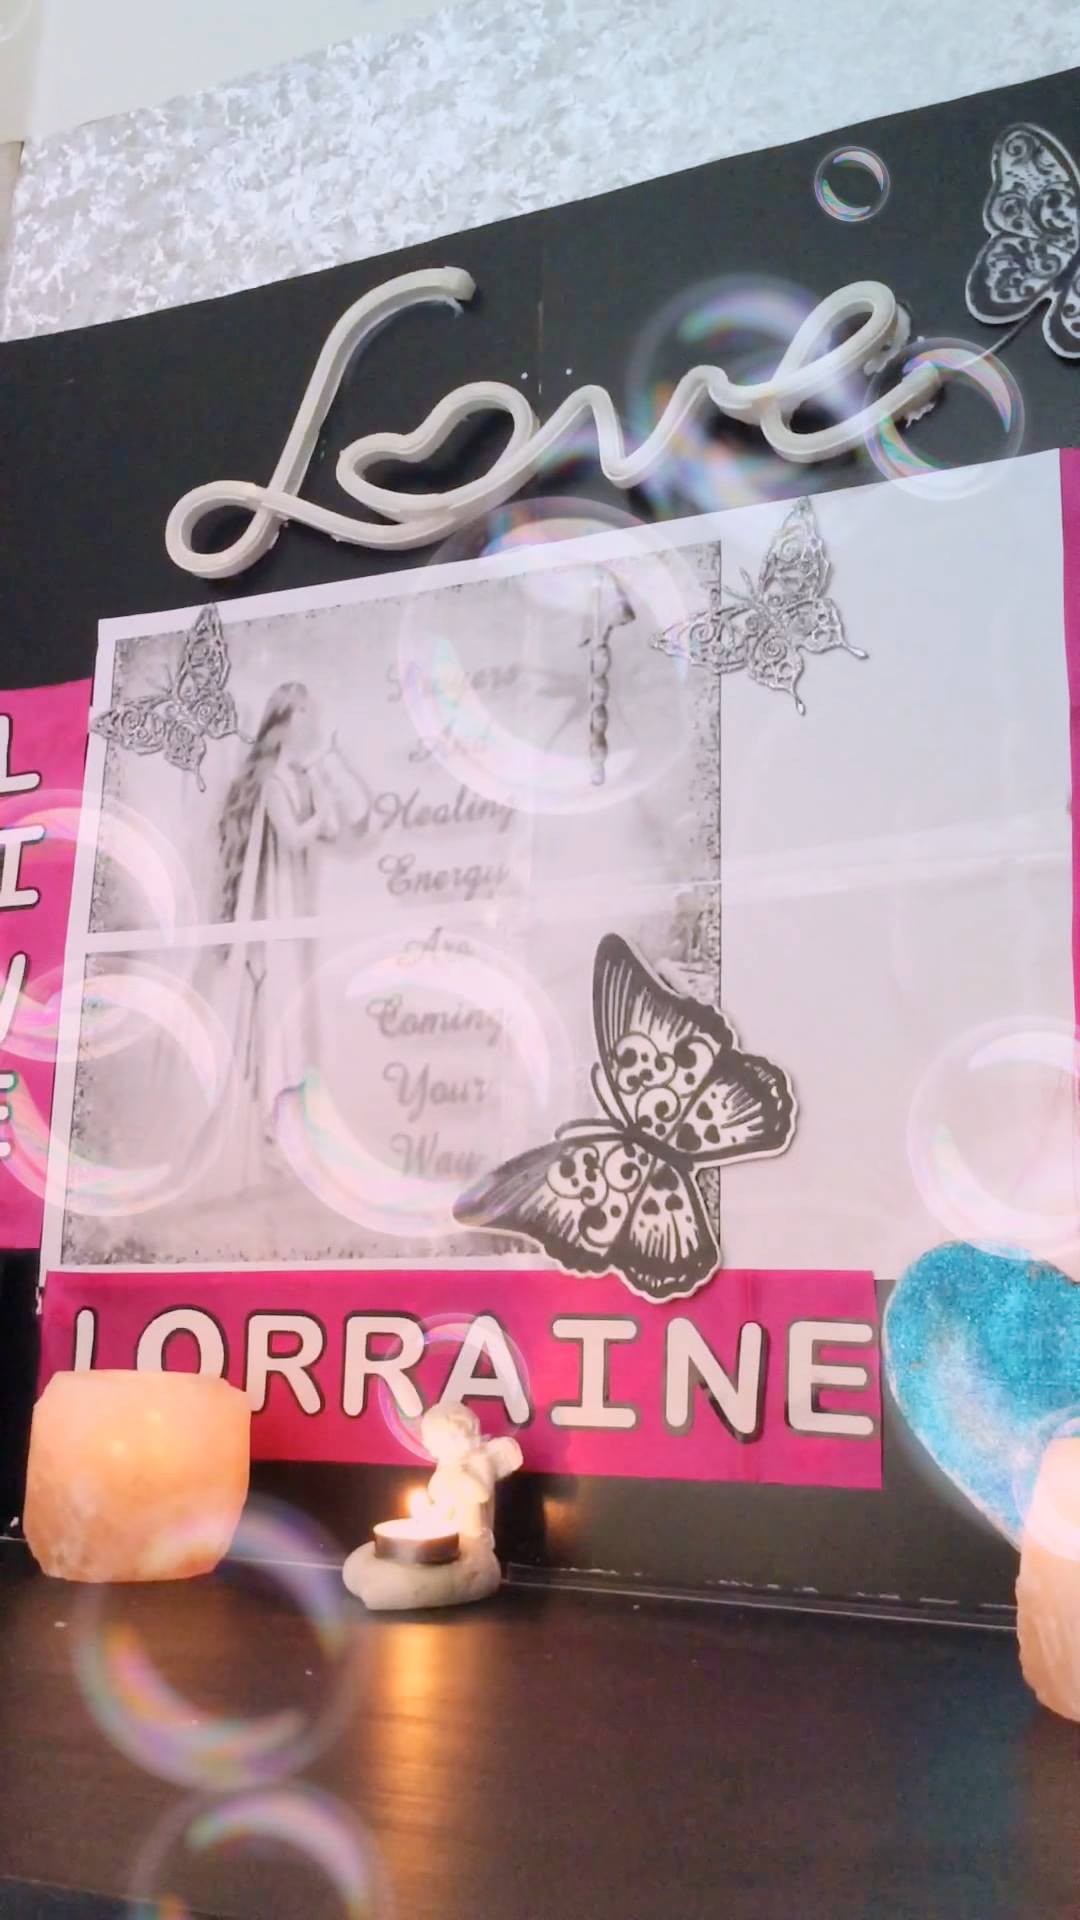 Love
L
I
V
E
Prayers
And
Healing
Energy
Are
Coming
Your
Way
LORRAINE